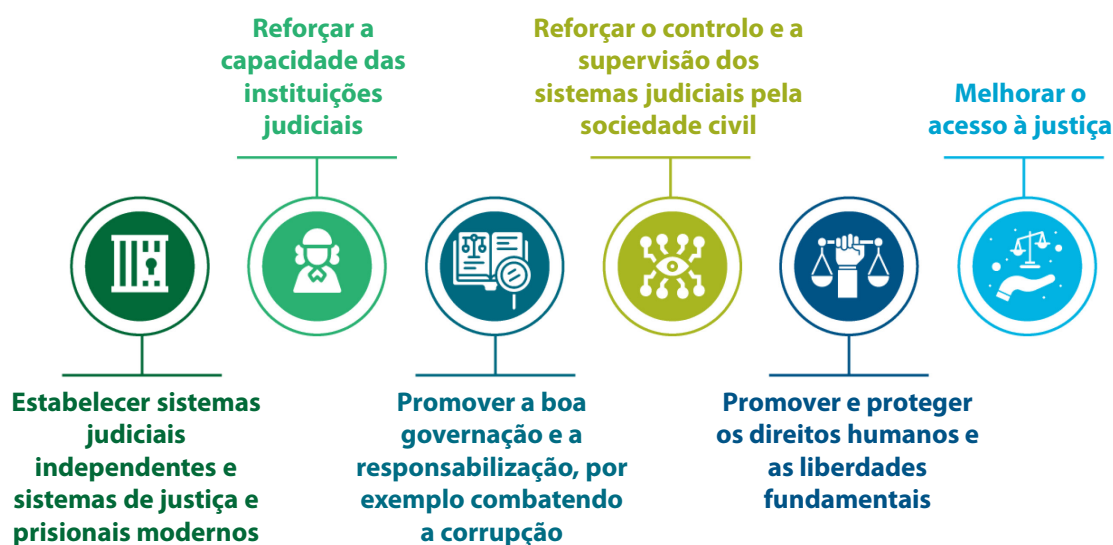 Reforçar a
capacidade das
instituições
judiciais
Reforçar o controlo e a
supervisão dos
sistemas judiciais pela
sociedade civil
Melhorar o
acesso à justiça
Estabelecer sistemas
judiciais
independentes e
sistemas de justiça e
prisionais modernos
Promover a boa
governação e a
responsabilização, por
exemplo combatendo
a corrupção
Promover e proteger
os direitos humanos e
as liberdades
fundamentais